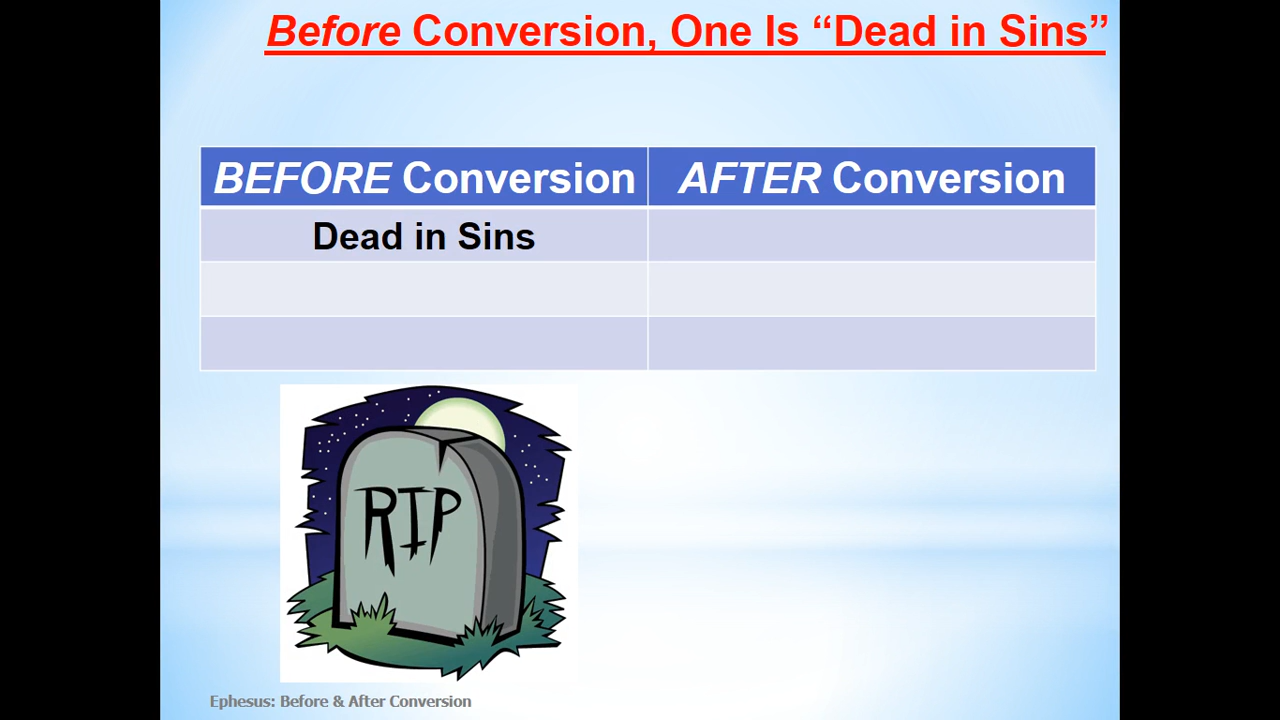 Before Conversion, One Is “Dead in Sins”
BEFORE Conversion
AFTER Conversion
Dead in Sins
RIP
Ephesus: Before & After Conversion